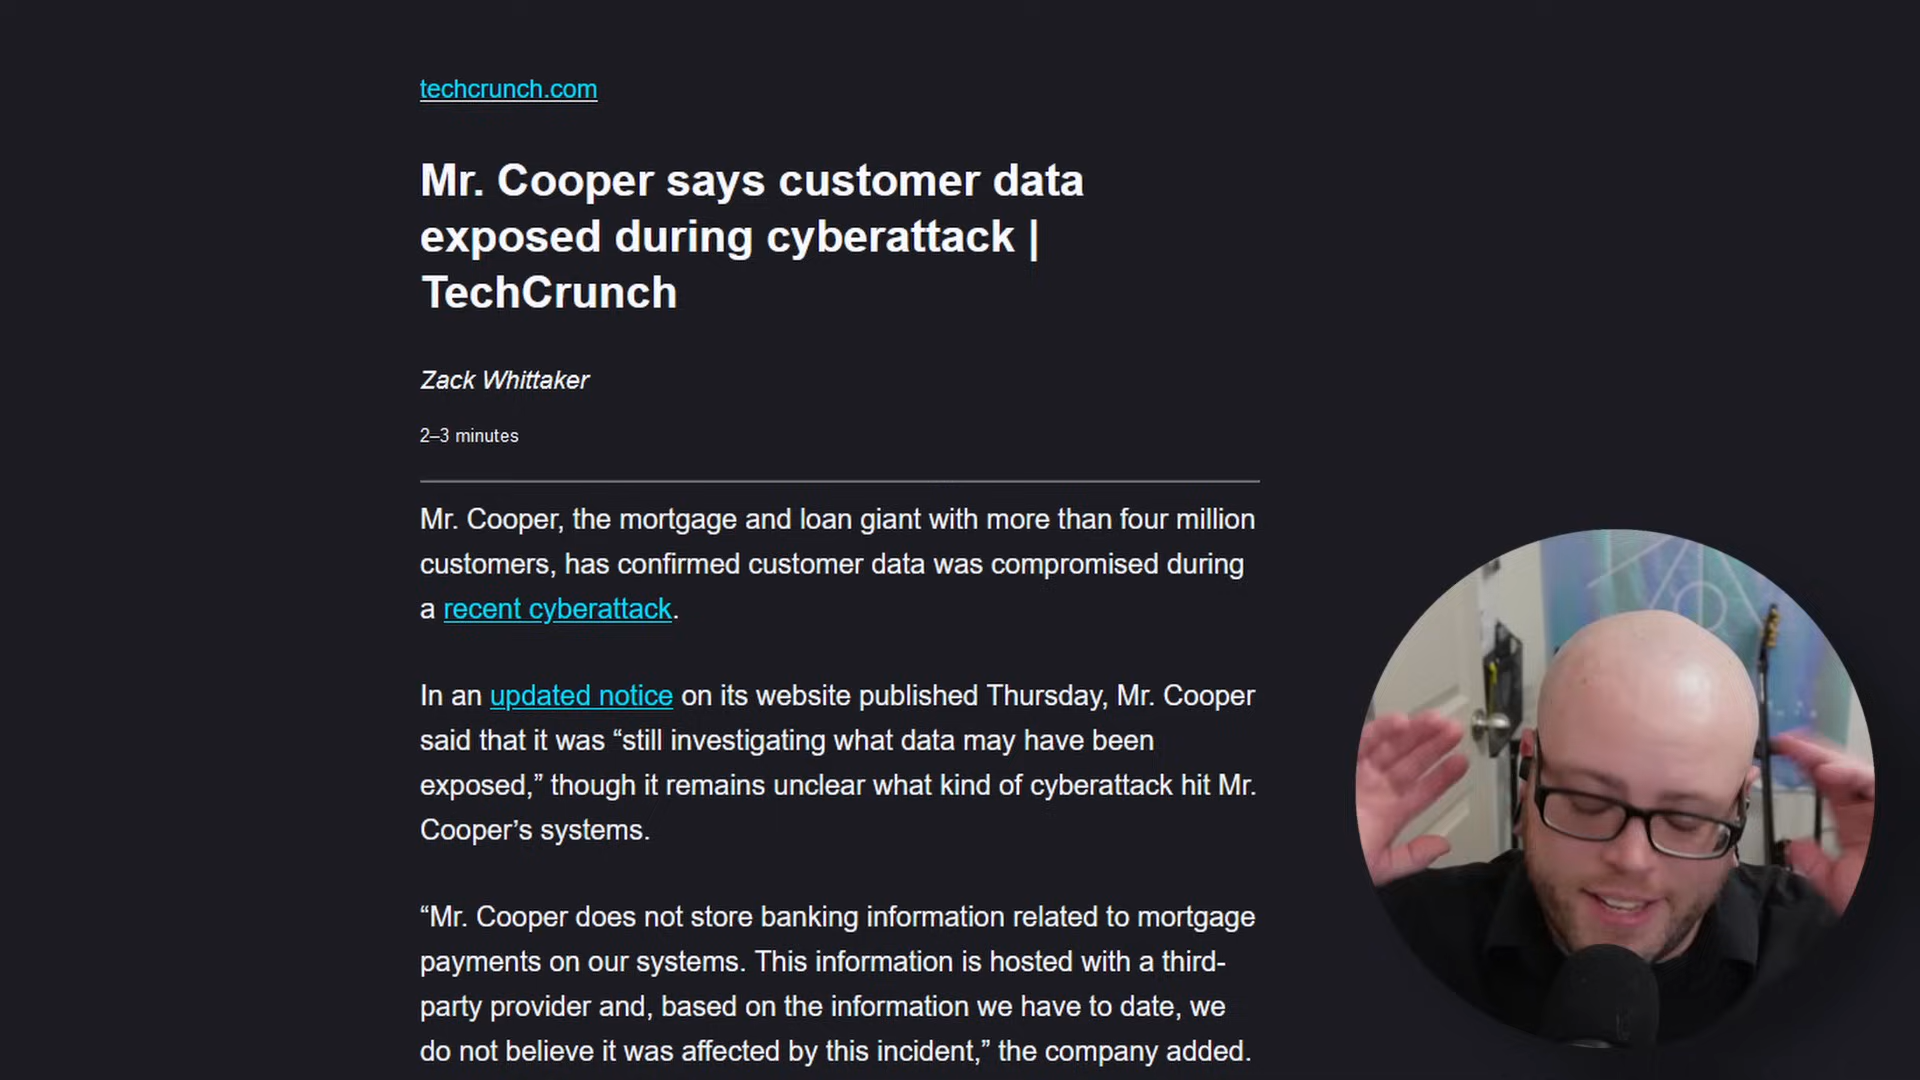 techcrunch.com
Mr. Cooper says customer data
exposed during cyberattack |
TechCrunch
Zack Whittaker
2–3 minutes
Mr. Cooper, the mortgage and loan giant with more than four million
customers, has confirmed customer data was compromised during
a recent cyberattack.
In an updated notice on its website published Thursday, Mr. Cooper
said that it was “still investigating what data may have been
exposed,” though it remains unclear what kind of cyberattack hit Mr.
Cooper’s systems.
“Mr. Cooper does not store banking information related to mortgage
payments on our systems. This information is hosted with a third-
party provider and, based on the information we have to date, we
do not believe it was affected by this incident,” the company added.